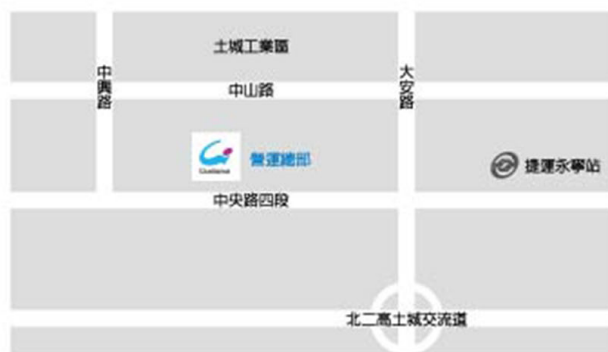 土城工業區
中興路
大安路
中山路
營運總部
捷運永寧站
中央路四段
北二高土城交流道